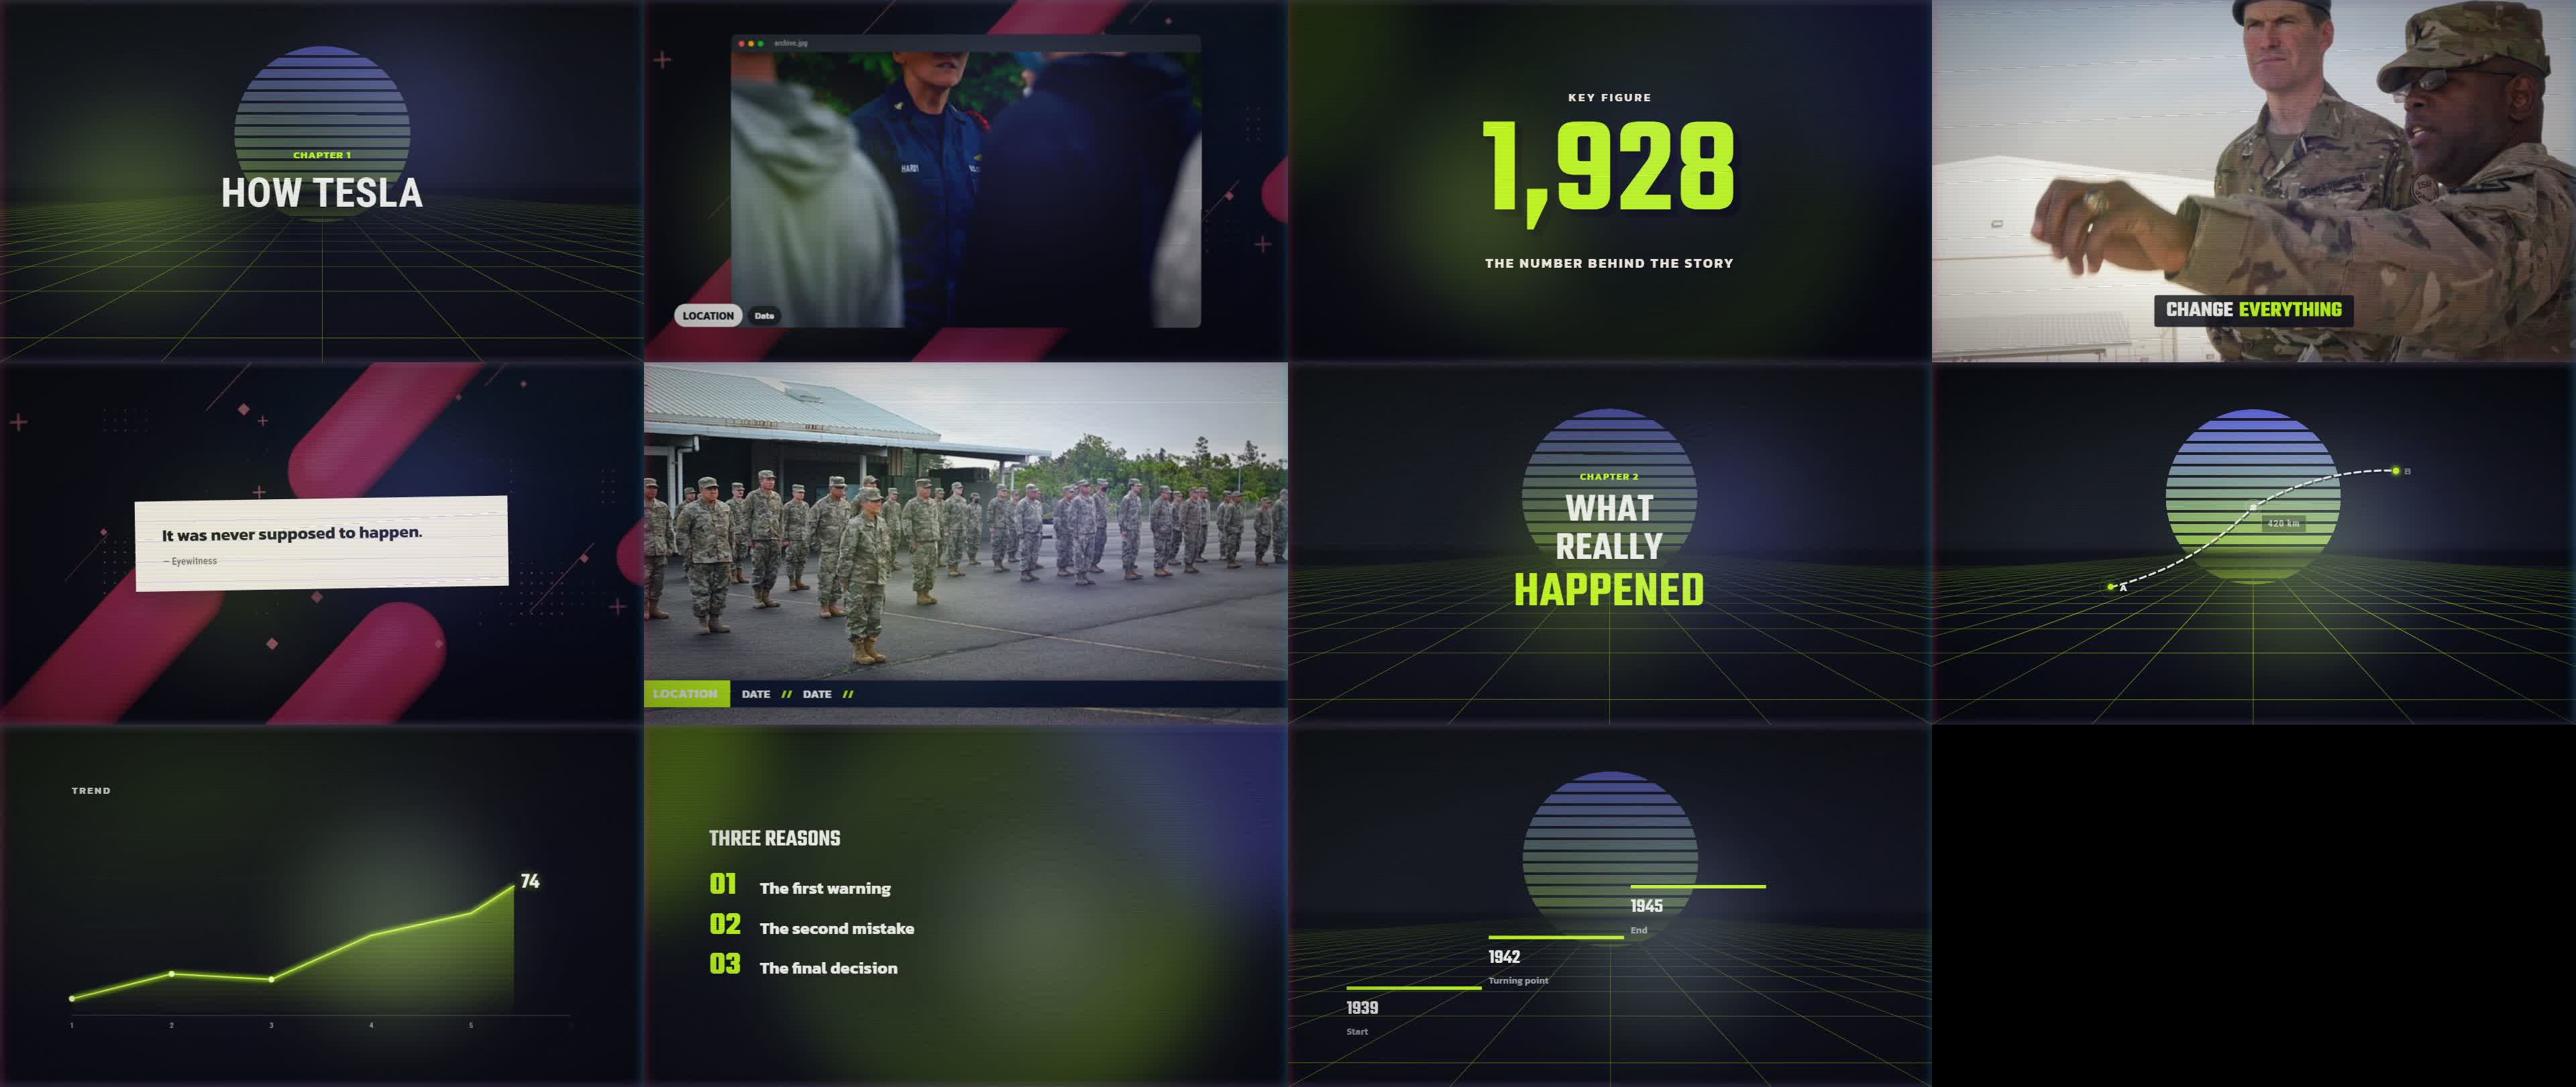 CHAPTER 1
HOW TESLA
archive.jpg
HARDY
LOCATION Date
KEY FIGURE
1,928
THE NUMBER BEHIND THE STORY
CHANGE EVERYTHING
It was never supposed to happen.
— Eyewitness
LOCATION DATE // DATE //
CHAPTER 2
WHAT
REALLY
HAPPENED
B
420 km
A
TREND
74
1 2 3 4 5
THREE REASONS
01 The first warning
02 The second mistake
03 The final decision
1945
End
1942
Turning point
1939
Start